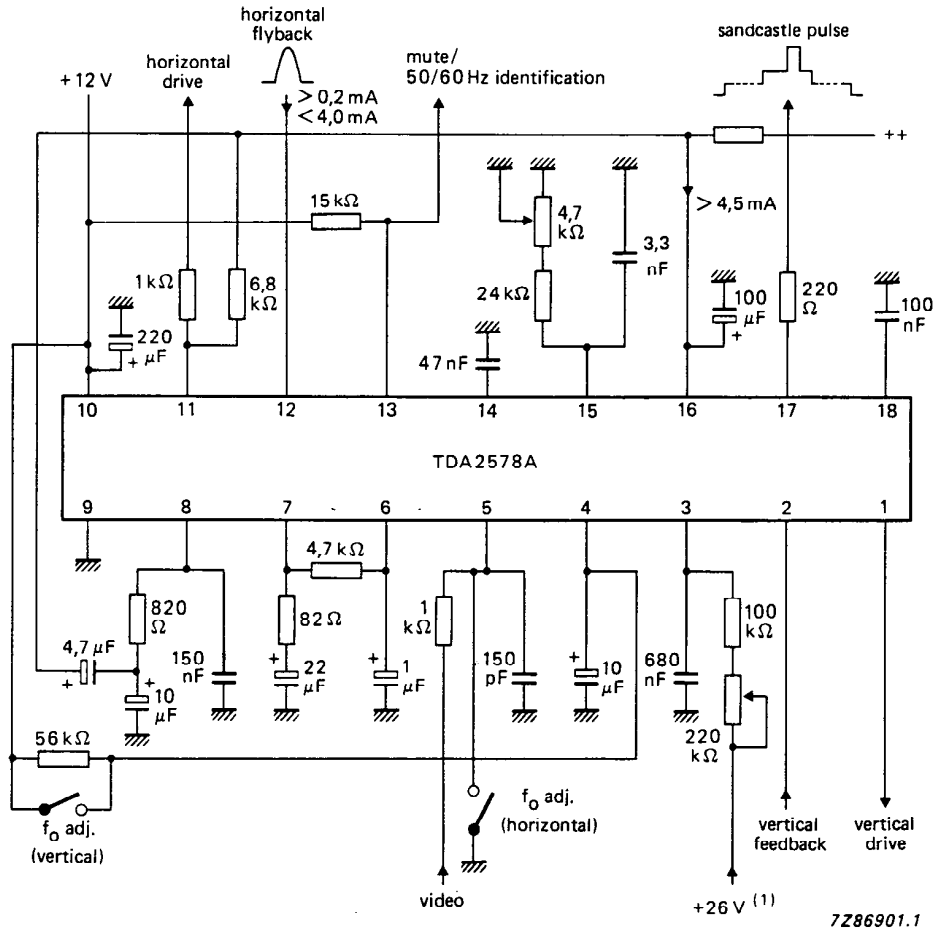 horizontal
flyback
sandcastle pulse
+12 V
horizontal
drive
mute/
50/60 Hz identification
> 0,2 mA
< 4,0 mA
++
15 kΩ
> 4,5 mA
4,7
kΩ
3,3
nF
1 kΩ
6,8
kΩ
24 kΩ
100
μF
+
220
Ω
100
nF
220
μF
+
47 nF
10 11 12 13 14 15 16 17 18
TDA2578A
9 8 7 6 5 4 3 2 1
4,7 kΩ
820
Ω
82 Ω
1
kΩ
100
kΩ
4,7 μF
+
150
nF
+
10
μF
+
22
μF
+
1
μF
150
pF
+
10
μF
680
nF
220
kΩ
56 kΩ
fo adj.
(vertical)
fo adj.
(horizontal)
vertical
feedback
vertical
drive
video
+26 V (1)
7Z86901.1